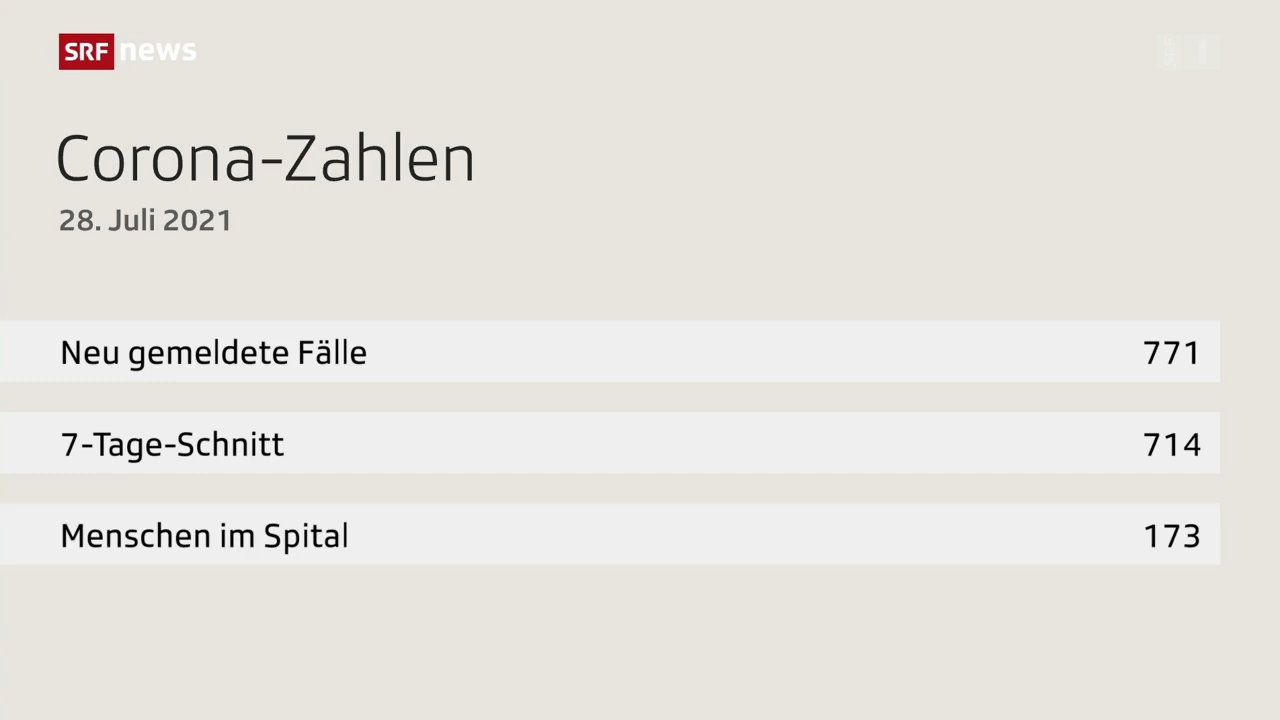 SRF news
Corona-Zahlen
28. Juli 2021
Neu gemeldete Fälle 771
7-Tage-Schnitt 714
Menschen im Spital 173